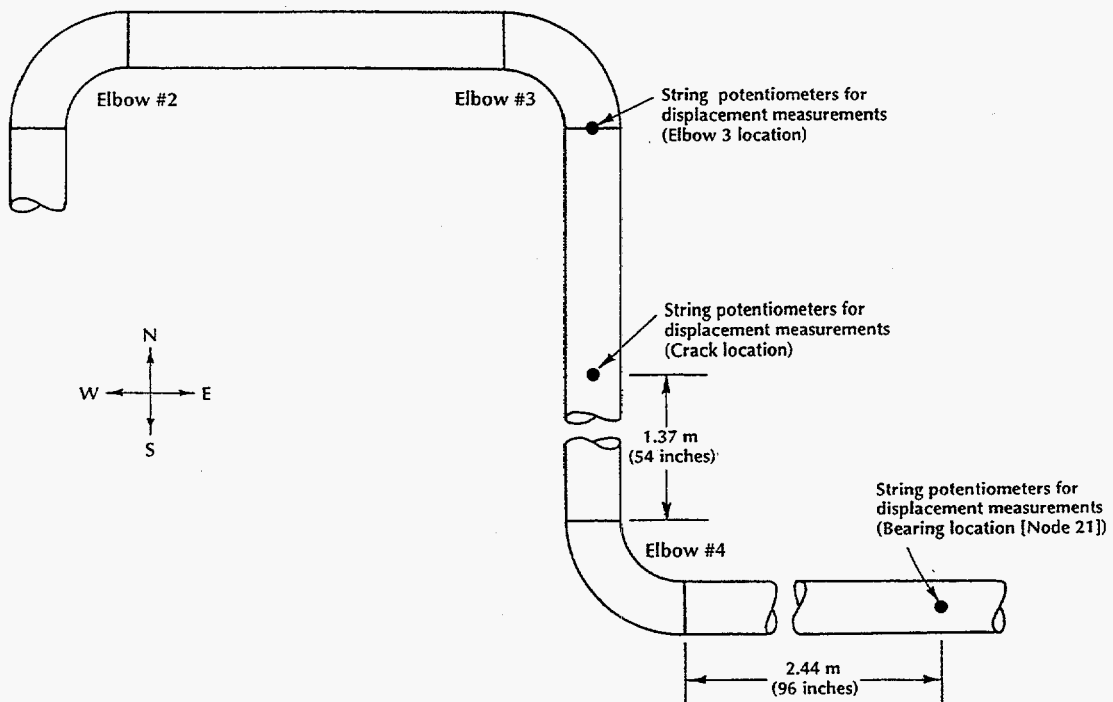 Elbow #2
Elbow #3
String potentiometers for
displacement measurements
(Elbow 3 location)
String potentiometers for
displacement measurements
(Crack location)
N
W
E
S
1.37 m
(54 inches)
String potentiometers for
displacement measurements
(Bearing location [Node 21])
Elbow #4
2.44 m
(96 inches)